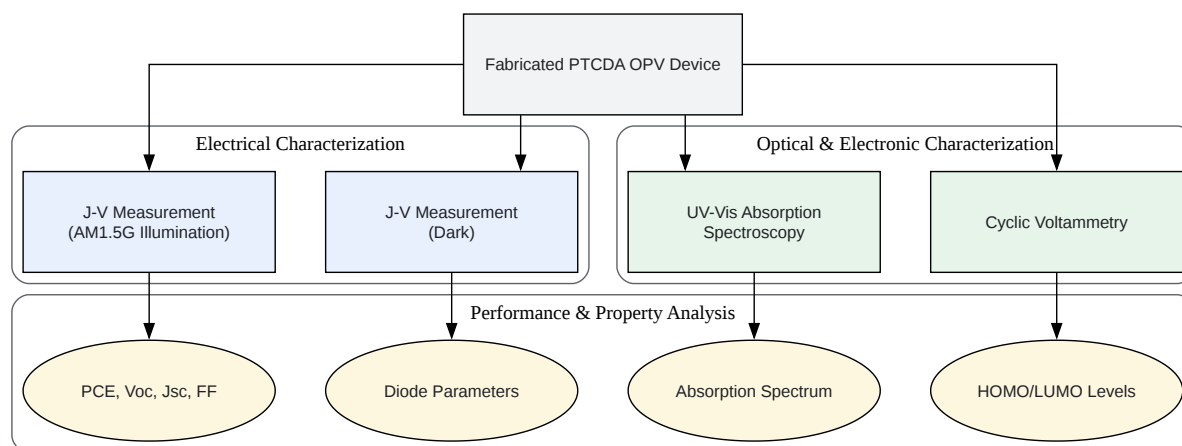 Fabricated PTCDA OPV Device
Electrical Characterization
Optical & Electronic Characterization
J-V Measurement
(AM1.5G Illumination)
J-V Measurement
(Dark)
UV-Vis Absorption
Spectroscopy
Cyclic Voltammetry
Performance & Property Analysis
PCE, Voc, Jsc, FF
Diode Parameters
Absorption Spectrum
HOMO/LUMO Levels